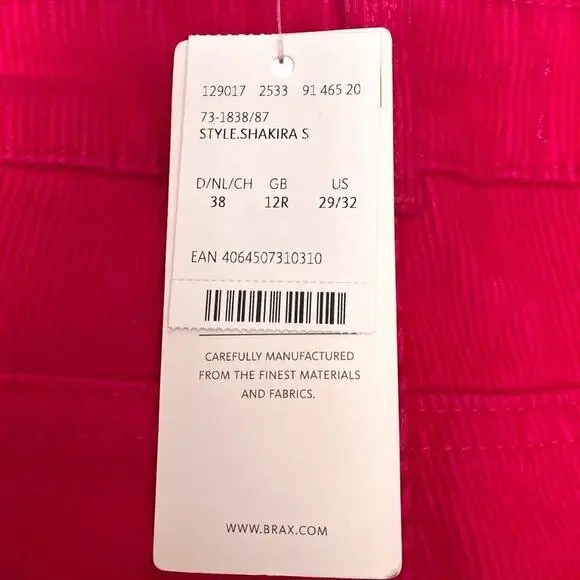 129017 2533 91 465 20
73-1838/87
STYLE.SHAKIRA S
D/NL/CH GB US
38 12R 29/32
EAN 4064507310310
CAREFULLY MANUFACTURED
FROM THE FINEST MATERIALS
AND FABRICS.
WWW.BRAX.COM